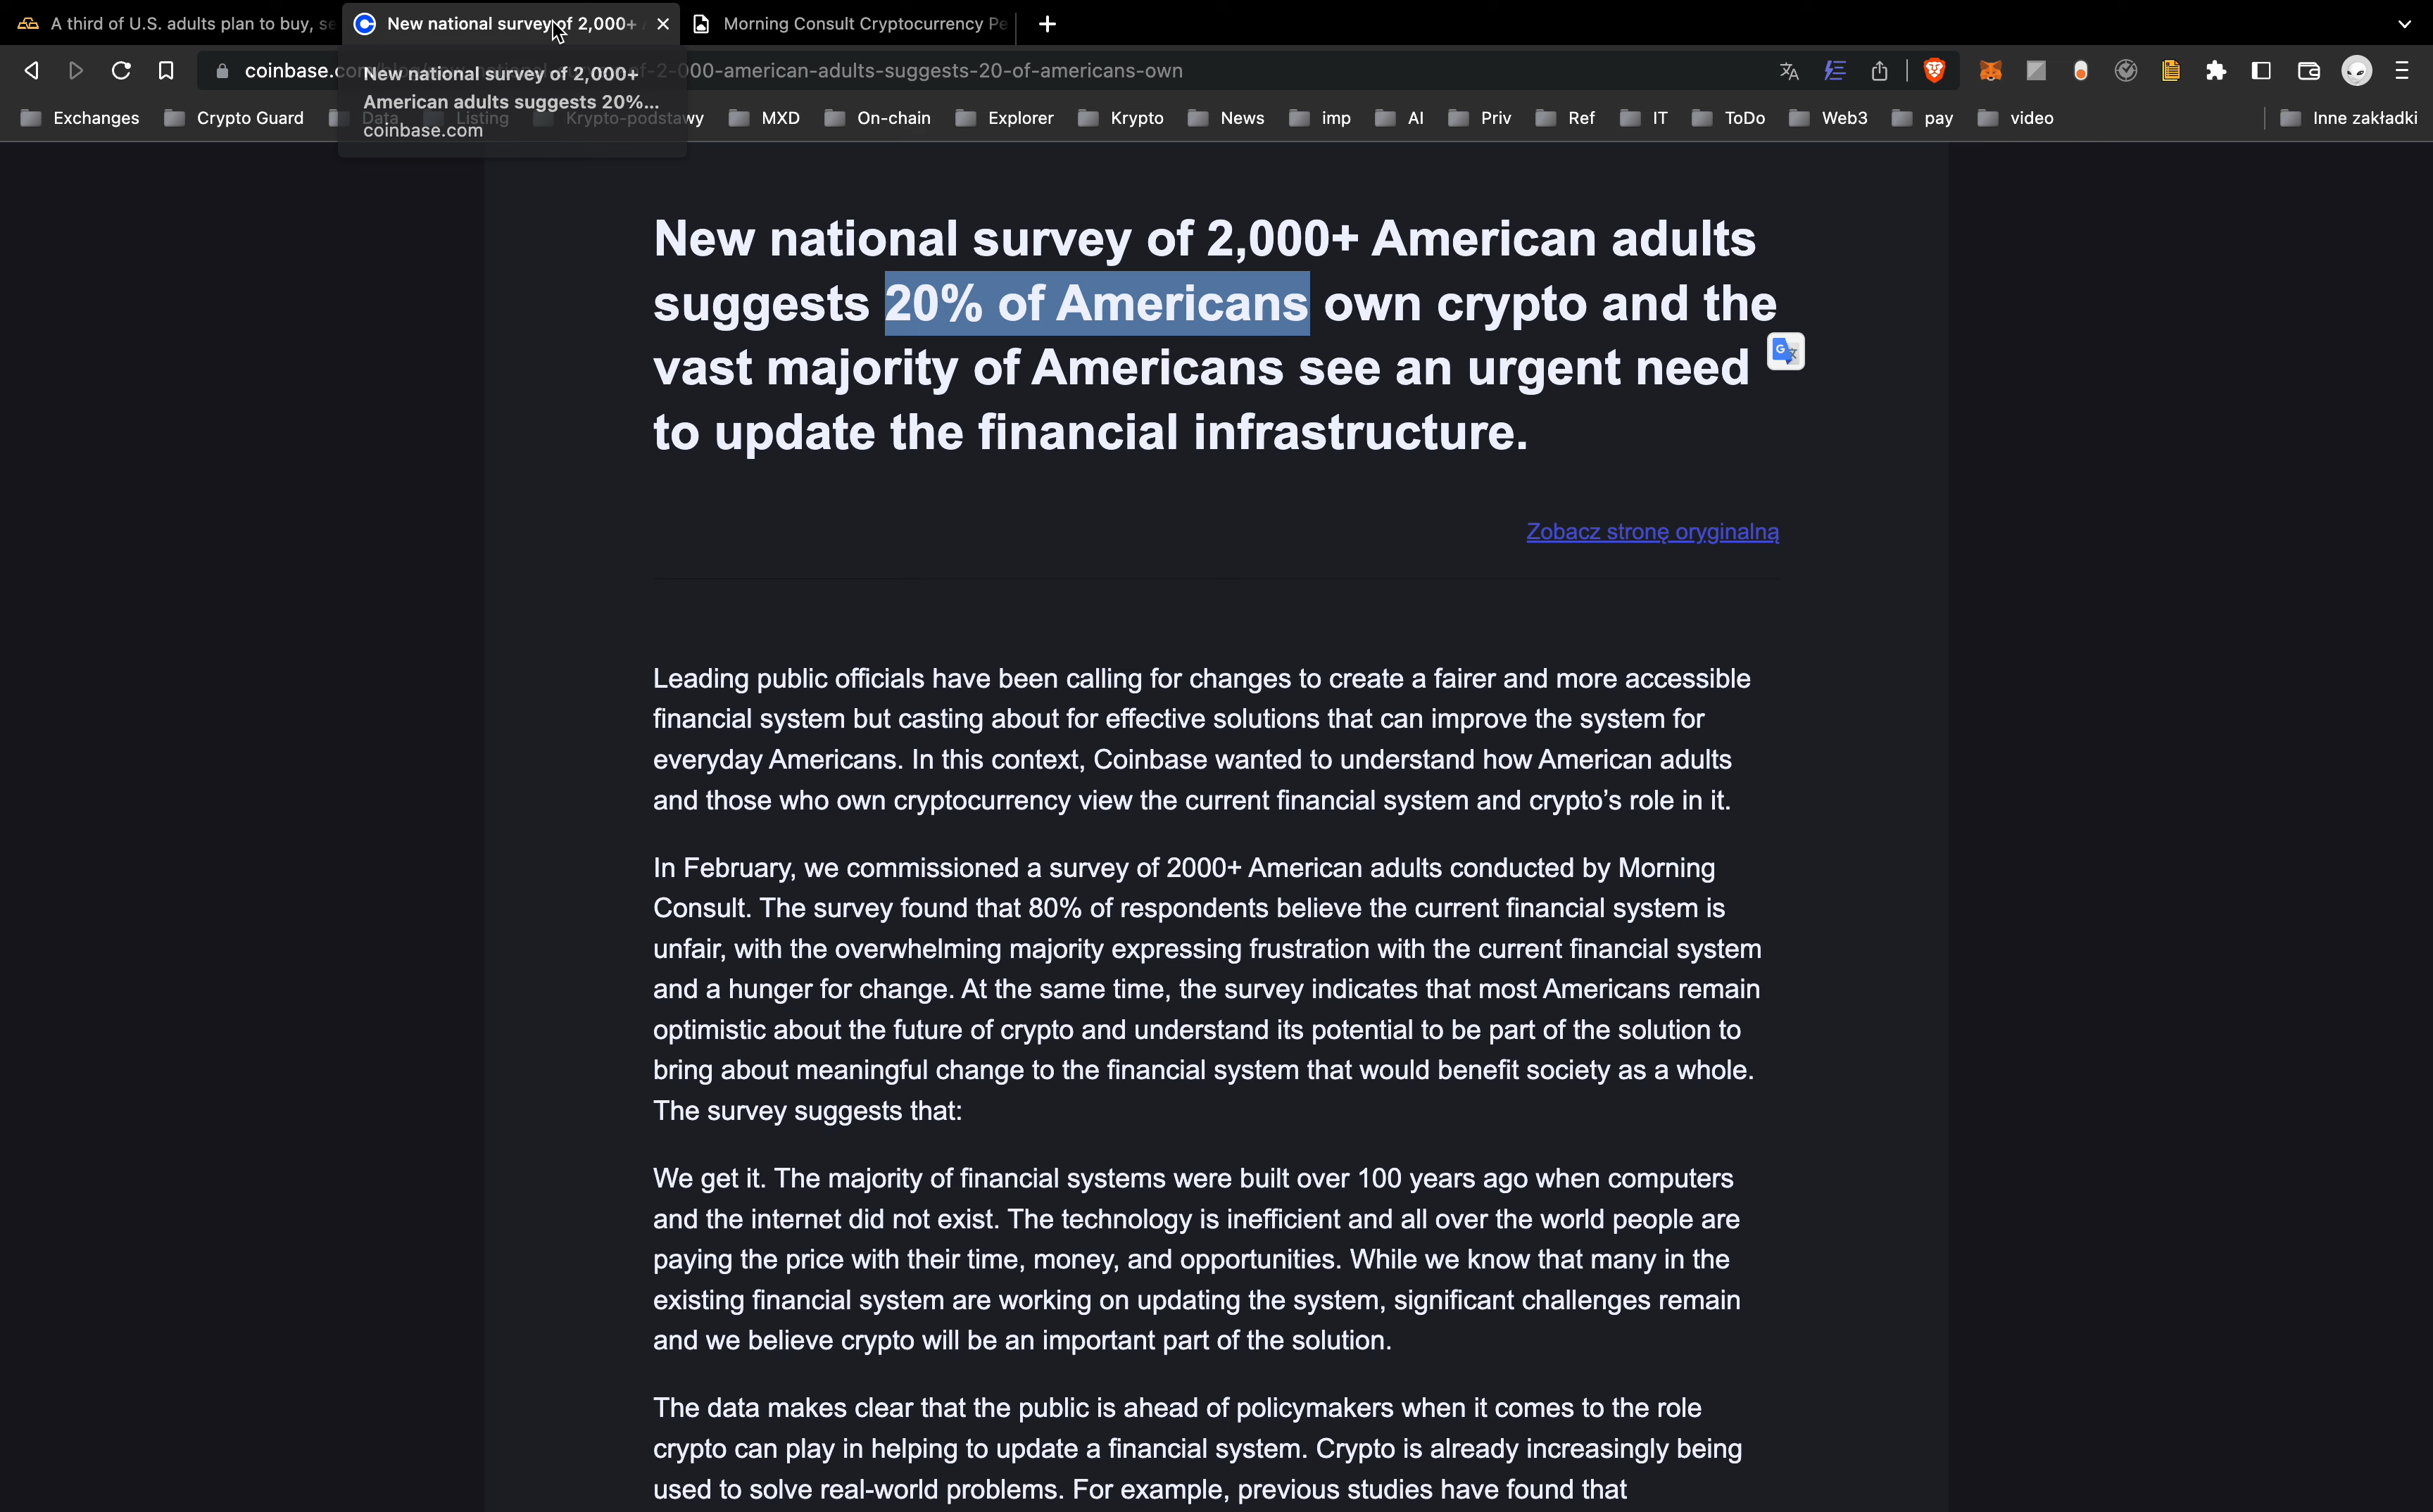 A third of U.S. adults plan to buy, se
New national survey of 2,000+
Morning Consult Cryptocurrency Pe
coinbase.com
-2-000-american-adults-suggests-20-of-americans-own
New national survey of 2,000+
American adults suggests 20%...
coinbase.com
Exchanges
Crypto Guard
Data
Listing
Krypto-podstawy
MXD
On-chain
Explorer
Krypto
News
imp
AI
Priv
Ref
IT
ToDo
Web3
pay
video
Inne zakładki
New national survey of 2,000+ American adults
suggests 20% of Americans own crypto and the
vast majority of Americans see an urgent need
to update the financial infrastructure.
Zobacz stronę oryginalną
Leading public officials have been calling for changes to create a fairer and more accessible
financial system but casting about for effective solutions that can improve the system for
everyday Americans. In this context, Coinbase wanted to understand how American adults
and those who own cryptocurrency view the current financial system and crypto’s role in it.
In February, we commissioned a survey of 2000+ American adults conducted by Morning
Consult. The survey found that 80% of respondents believe the current financial system is
unfair, with the overwhelming majority expressing frustration with the current financial system
and a hunger for change. At the same time, the survey indicates that most Americans remain
optimistic about the future of crypto and understand its potential to be part of the solution to
bring about meaningful change to the financial system that would benefit society as a whole.
The survey suggests that:
We get it. The majority of financial systems were built over 100 years ago when computers
and the internet did not exist. The technology is inefficient and all over the world people are
paying the price with their time, money, and opportunities. While we know that many in the
existing financial system are working on updating the system, significant challenges remain
and we believe crypto will be an important part of the solution.
The data makes clear that the public is ahead of policymakers when it comes to the role
crypto can play in helping to update a financial system. Crypto is already increasingly being
used to solve real-world problems. For example, previous studies have found that